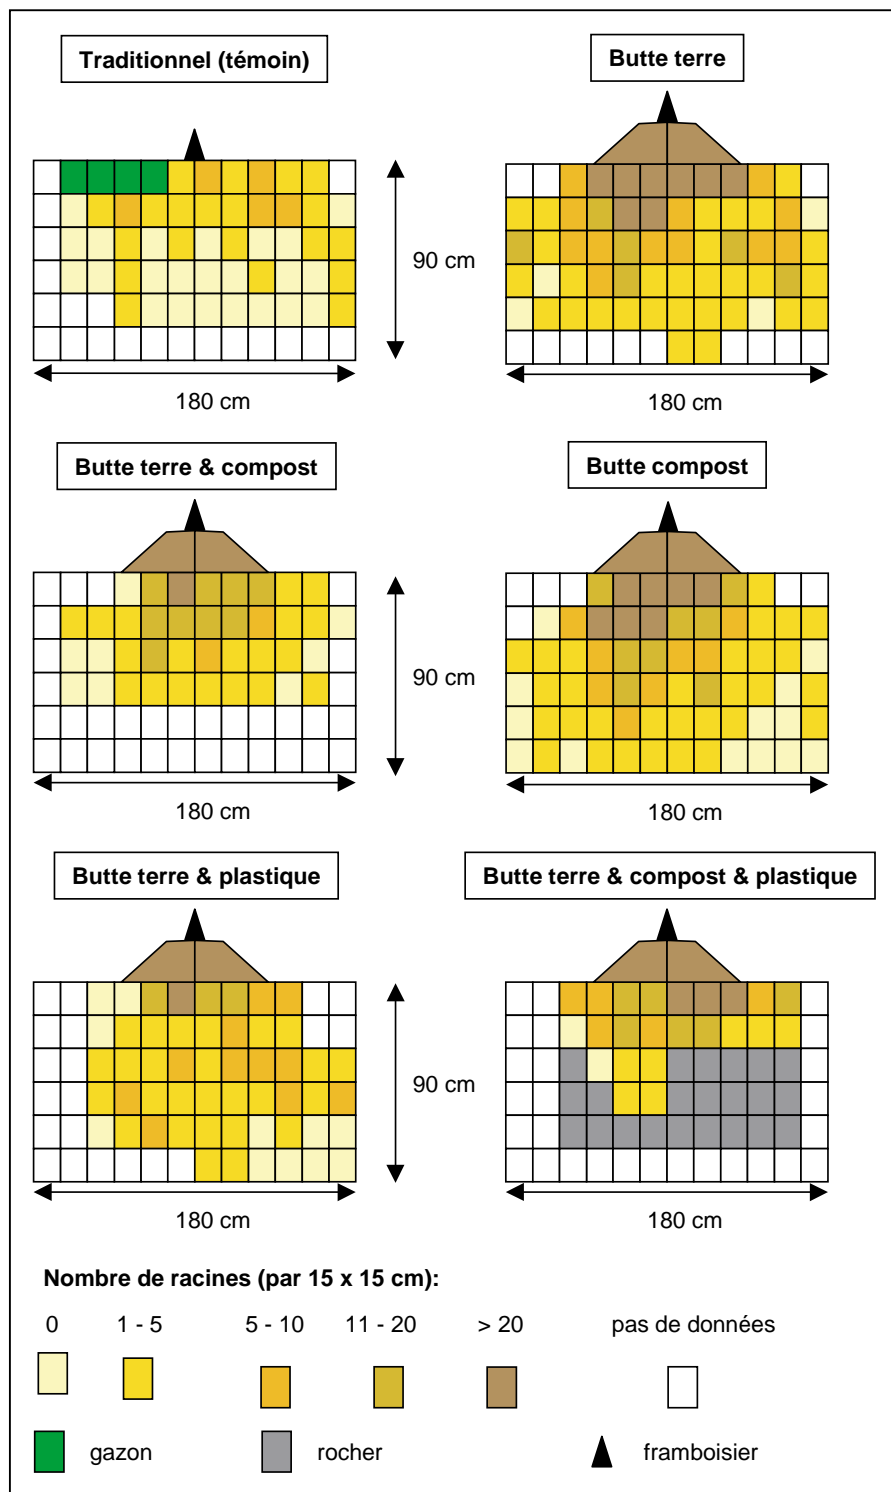 Traditionnel (témoin)
Butte terre
90 cm
180 cm
180 cm
Butte terre & compost
Butte compost
90 cm
180 cm
180 cm
Butte terre & plastique
Butte terre & compost & plastique
90 cm
180 cm
180 cm
Nombre de racines (par 15 x 15 cm):
0 1 - 5 5 - 10 11 - 20 > 20 pas de données
gazon rocher framboisier